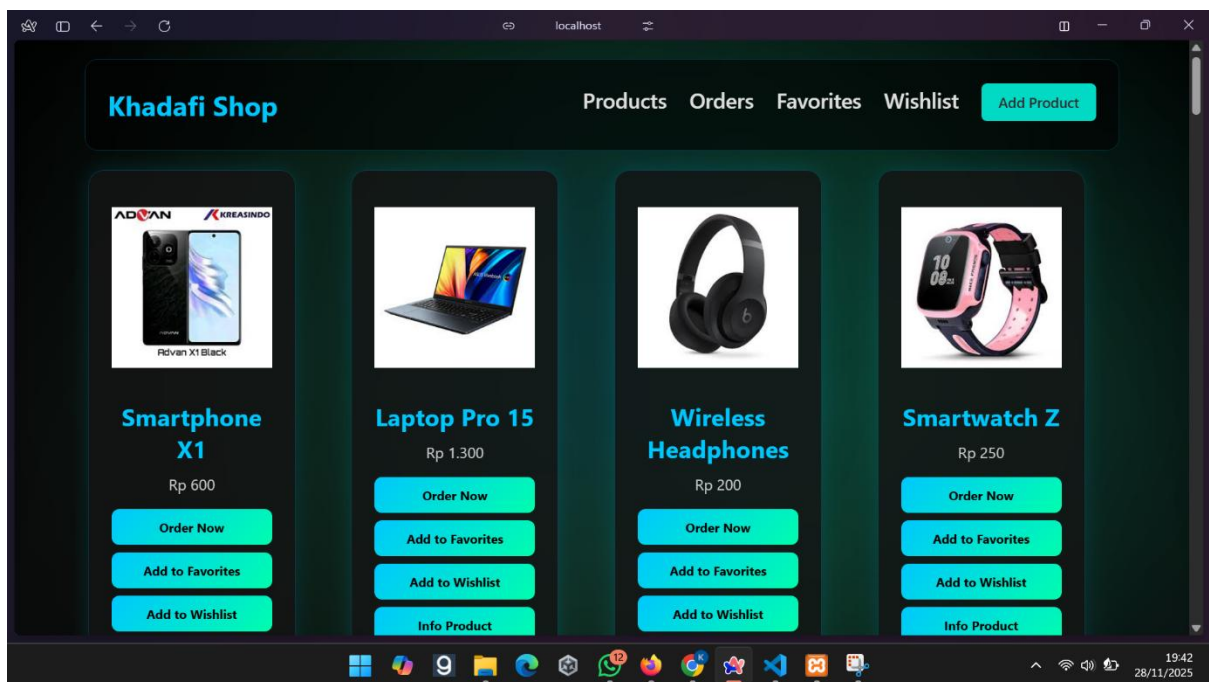 localhost
Khadafi Shop
Products Orders Favorites Wishlist Add Product
ADVAN KREASINDO
Advan X1 Black
10
08
Smartphone
X1
Rp 600
Order Now
Add to Favorites
Add to Wishlist
Laptop Pro 15
Rp 1.300
Order Now
Add to Favorites
Add to Wishlist
Info Product
Wireless
Headphones
Rp 200
Order Now
Add to Favorites
Add to Wishlist
Smartwatch Z
Rp 250
Order Now
Add to Favorites
Add to Wishlist
Info Product
12
19:42
28/11/2025